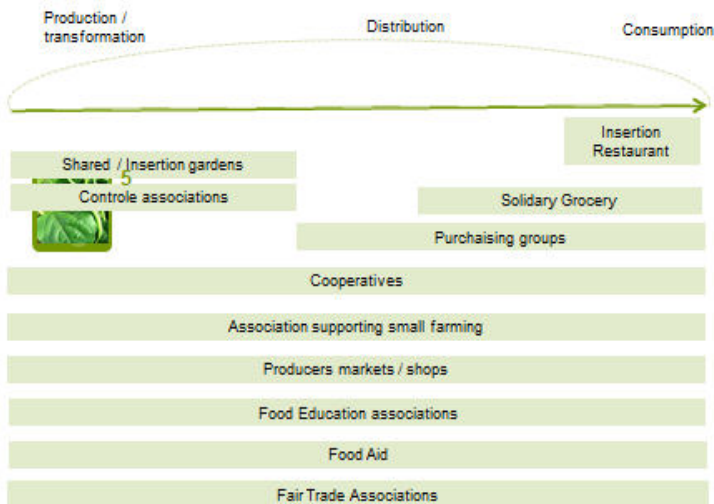 Production /
transformation
Distribution
Consumption
Insertion
Restaurant
Shared / Insertion gardens
5
Controle associations
Solidary Grocery
Purchaising groups
Cooperatives
Association supporting small farming
Producers markets / shops
Food Education associations
Food Aid
Fair Trade Associations